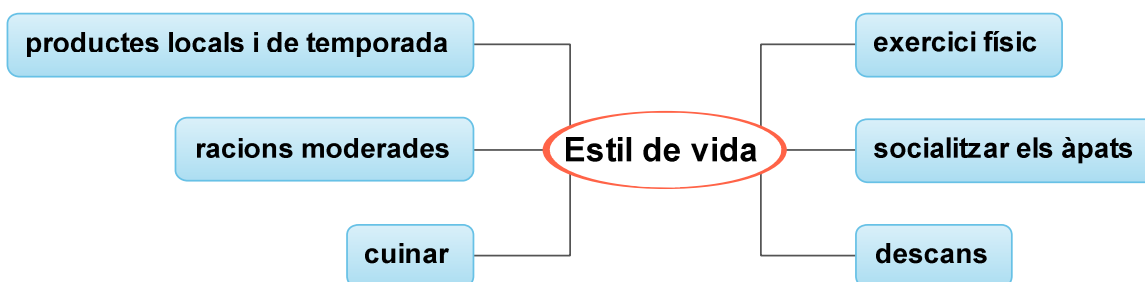 productes locals i de temporada
exercici físic
racions moderades
Estil de vida
socialitzar els àpats
cuinar
descans